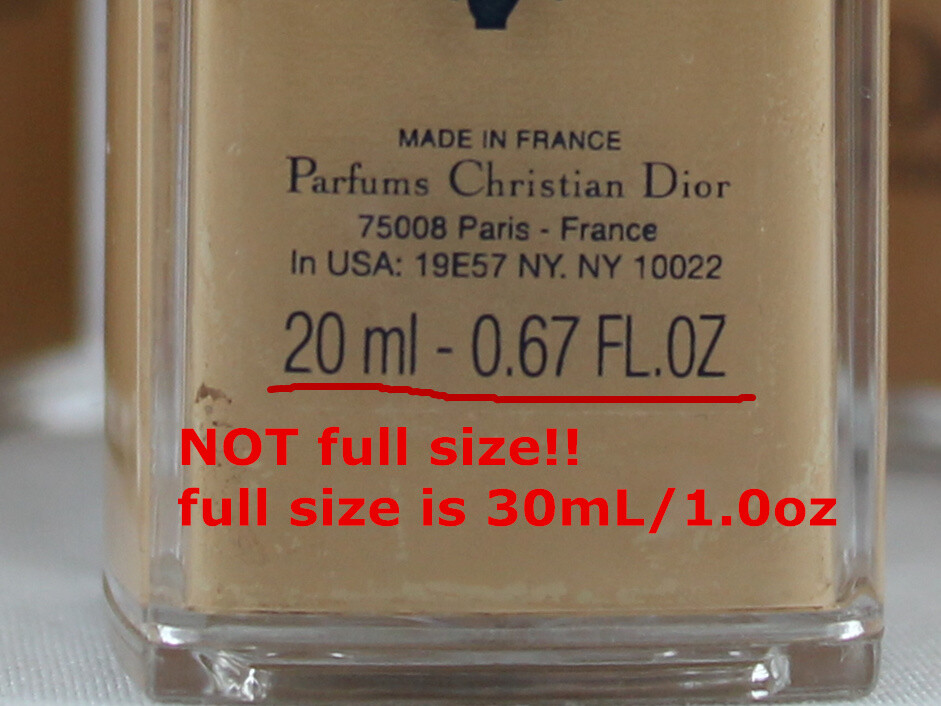 MADE IN FRANCE
Parfums Christian Dior
75008 Paris - France
In USA: 19E57 NY. NY 10022
20 ml - 0.67 FL.OZ
NOT full size!!
full size is 30mL/1.0oz